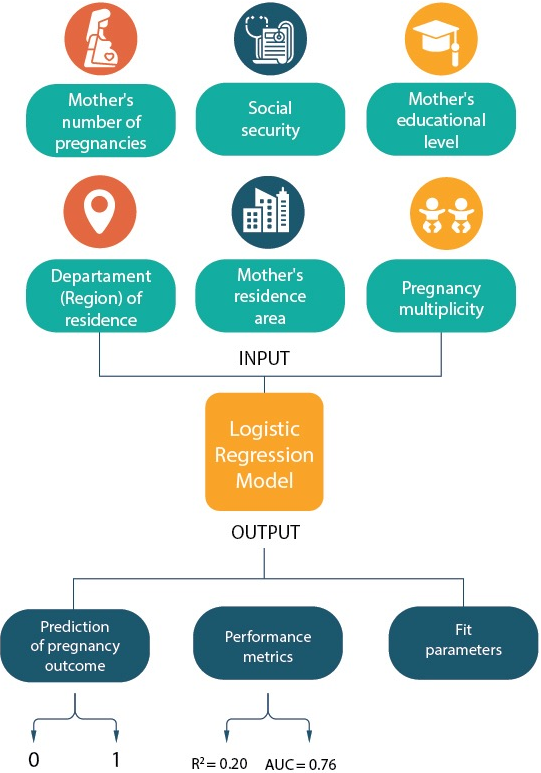 Mother's
number of
pregnancies
Social
security
Mother's
educational
level
Departament
(Region) of
residence
Mother's
residence
area
Pregnancy
multiplicity
INPUT
Logistic
Regression
Model
OUTPUT
Prediction
of pregnancy
outcome
Performance
metrics
Fit
parameters
0 1
R² = 0.20 AUC = 0.76